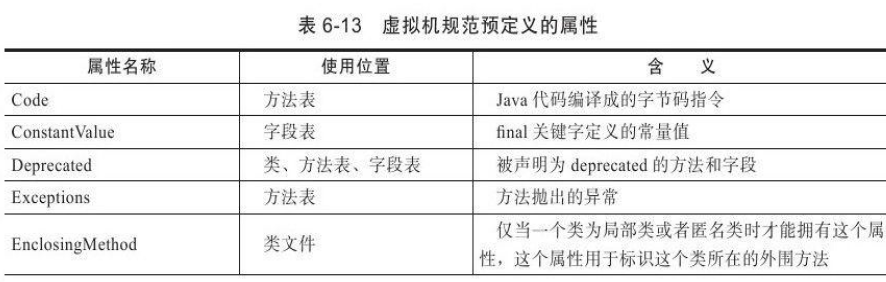 表 6-13 虚拟机规范预定义的属性
属性名称 使用位置 含 义
Code 方法表 Java 代码编译成的字节码指令
ConstantValue 字段表 final 关键字定义的常量值
Deprecated 类、方法表、字段表 被声明为 deprecated 的方法和字段
Exceptions 方法表 方法抛出的异常
EnclosingMethod 类文件 仅当一个类为局部类或者匿名类时才能拥有这个属
性，这个属性用于标识这个类所在的外围方法